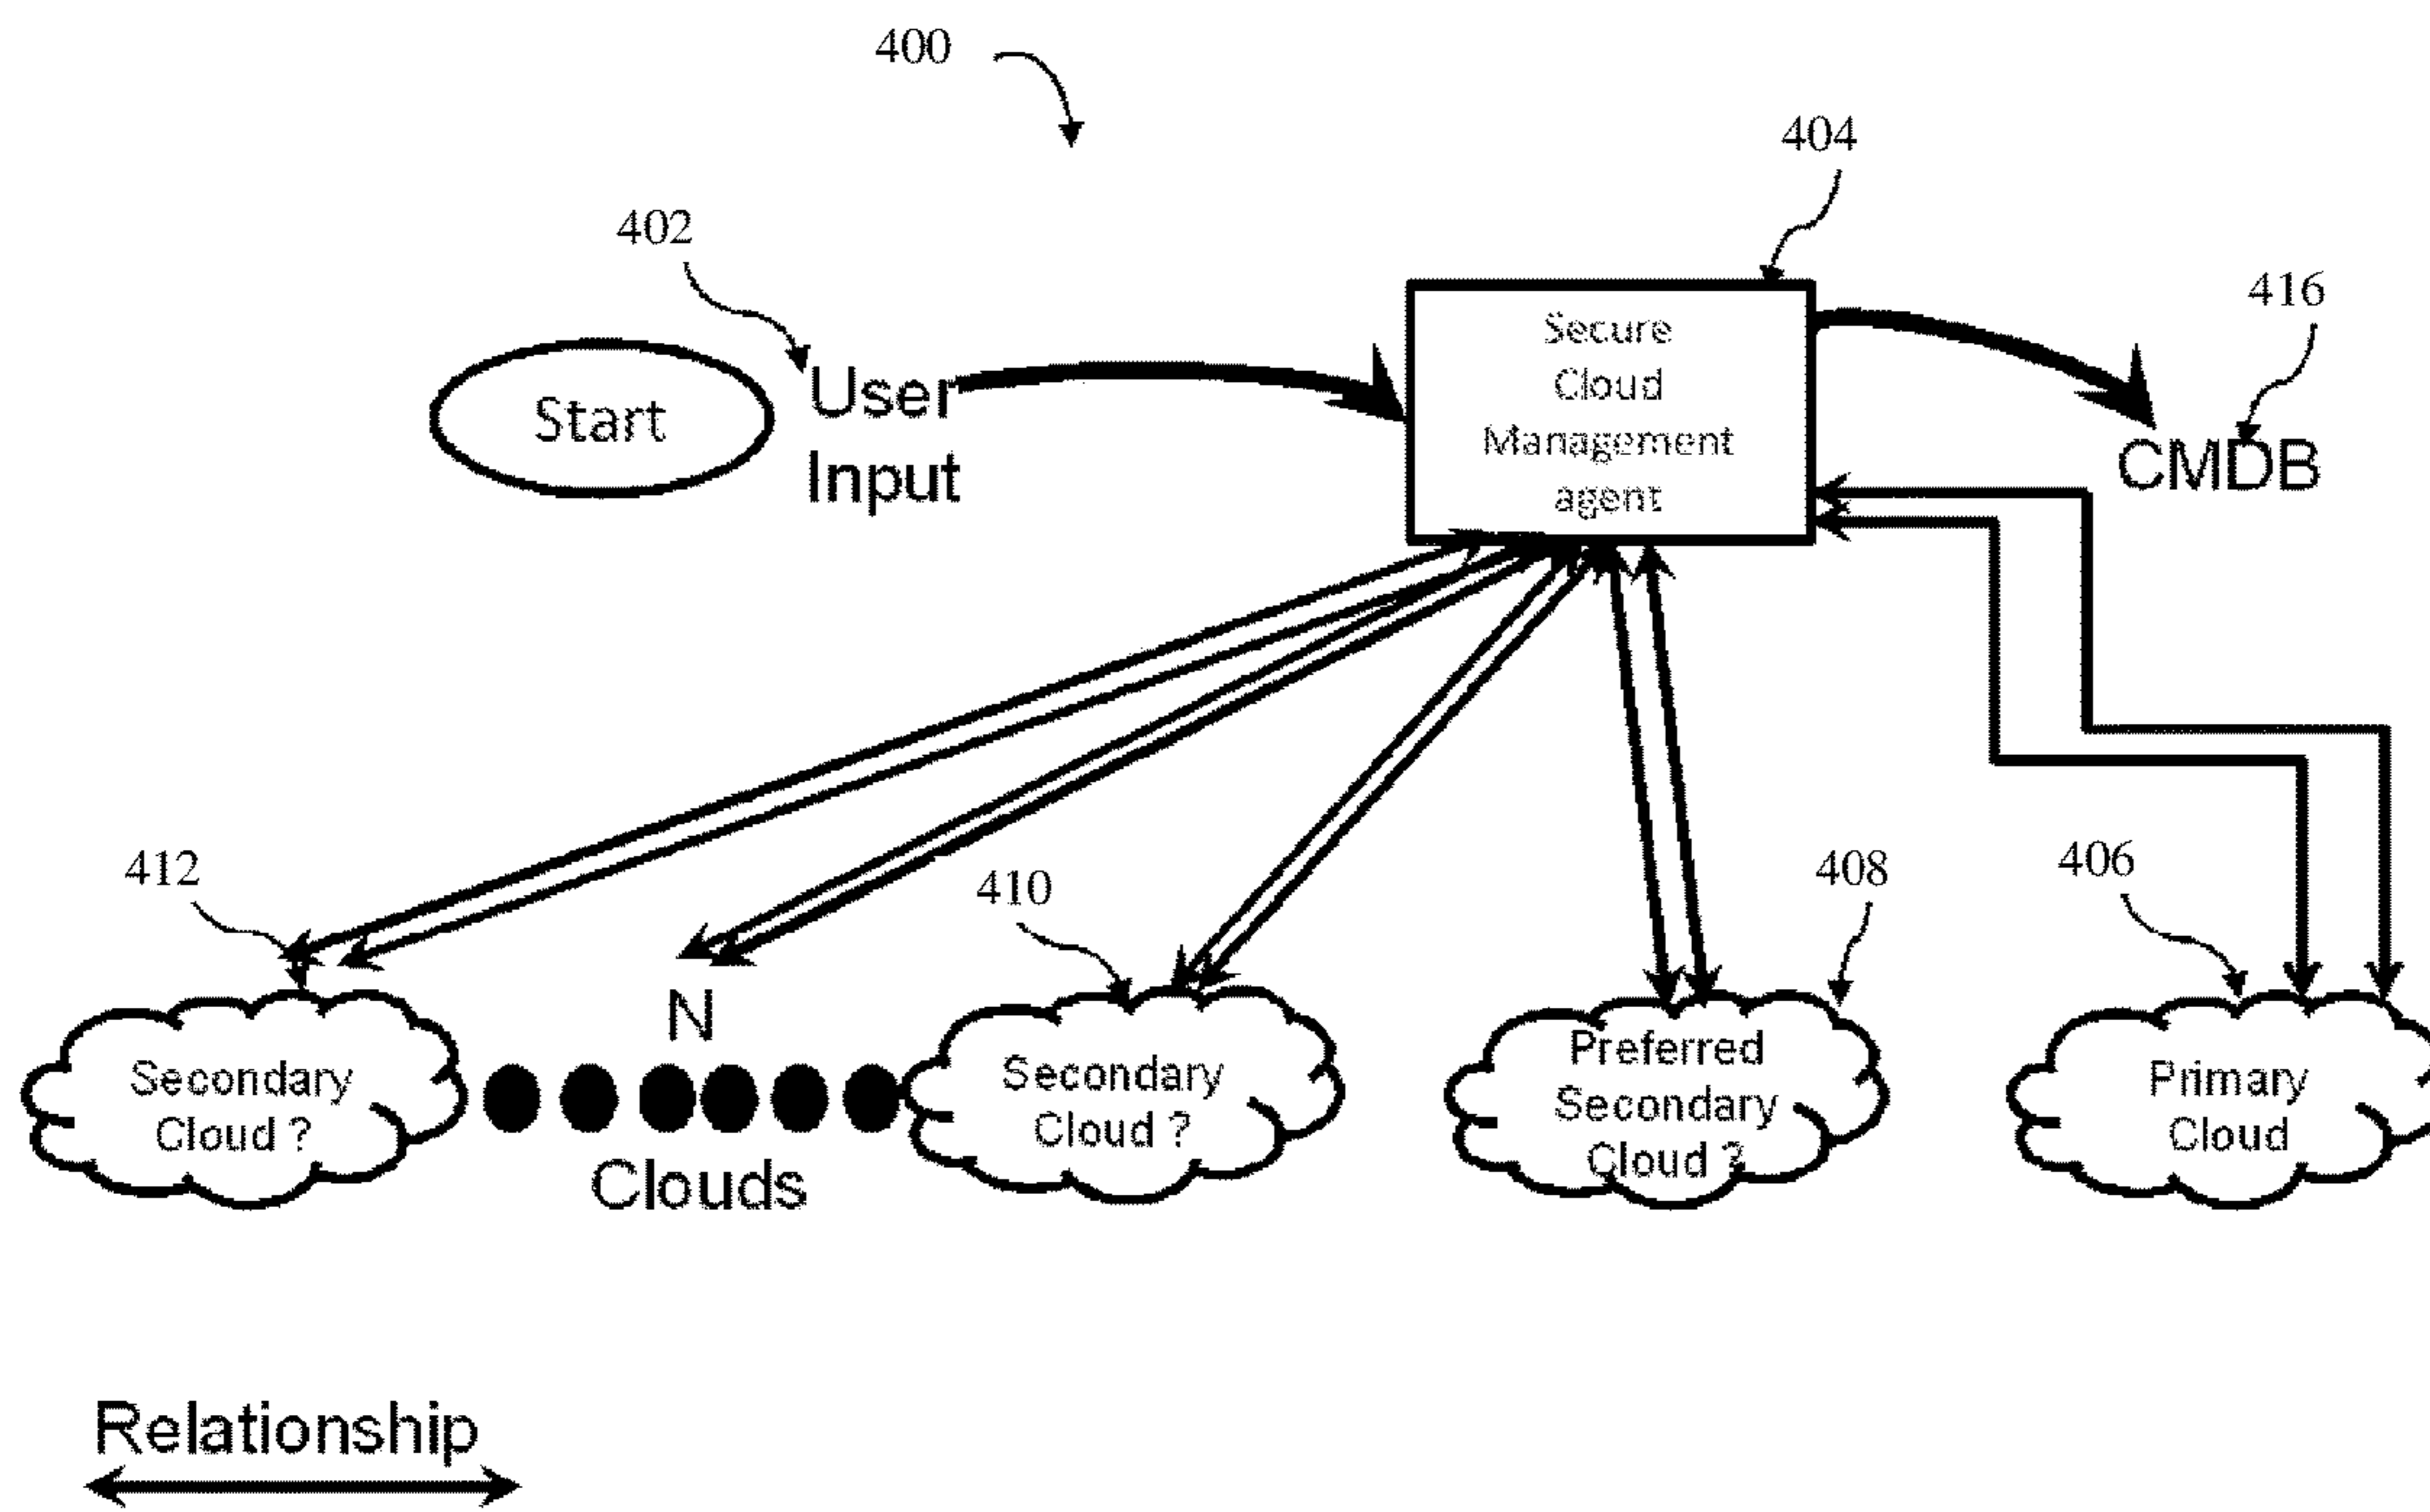 400
404
402
416
Start
User
Input
Secure
Cloud
Management
agent
CMDB
412
410
408
406
N
Secondary
Cloud ?
Clouds
Secondary
Cloud ?
Preferred
Secondary
Cloud ?
Primary
Cloud
Relationship